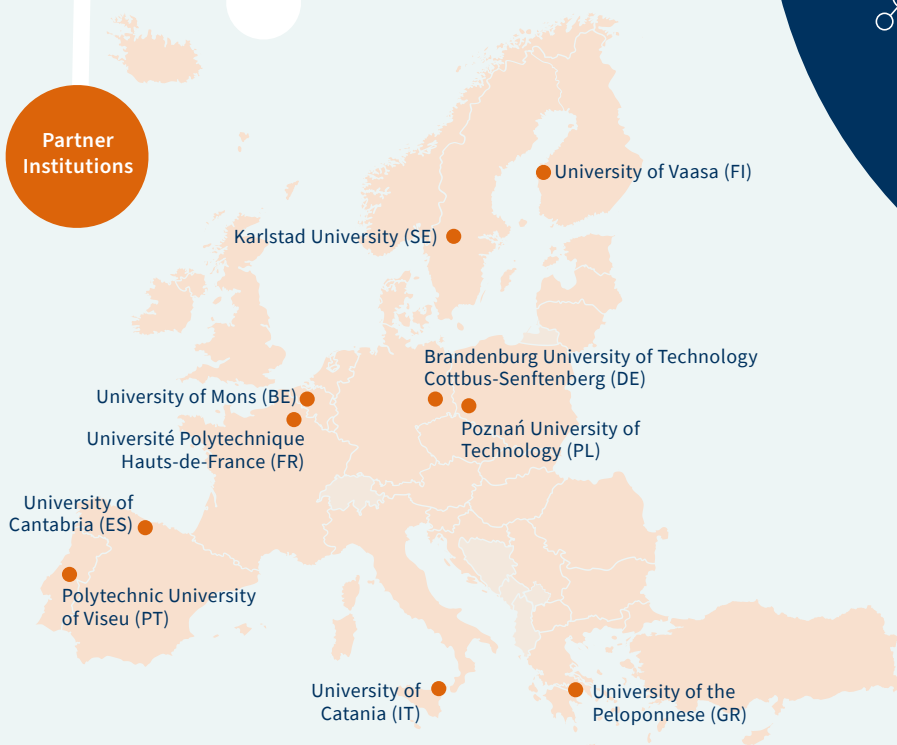 Partner
Institutions
University of Vaasa (FI)
Karlstad University (SE)
Brandenburg University of Technology
Cottbus-Senftenberg (DE)
University of Mons (BE)
Poznań University of
Technology (PL)
Université Polytechnique
Hauts-de-France (FR)
University of
Cantabria (ES)
Polytechnic University
of Viseu (PT)
University of
Catania (IT)
University of the
Peloponnese (GR)